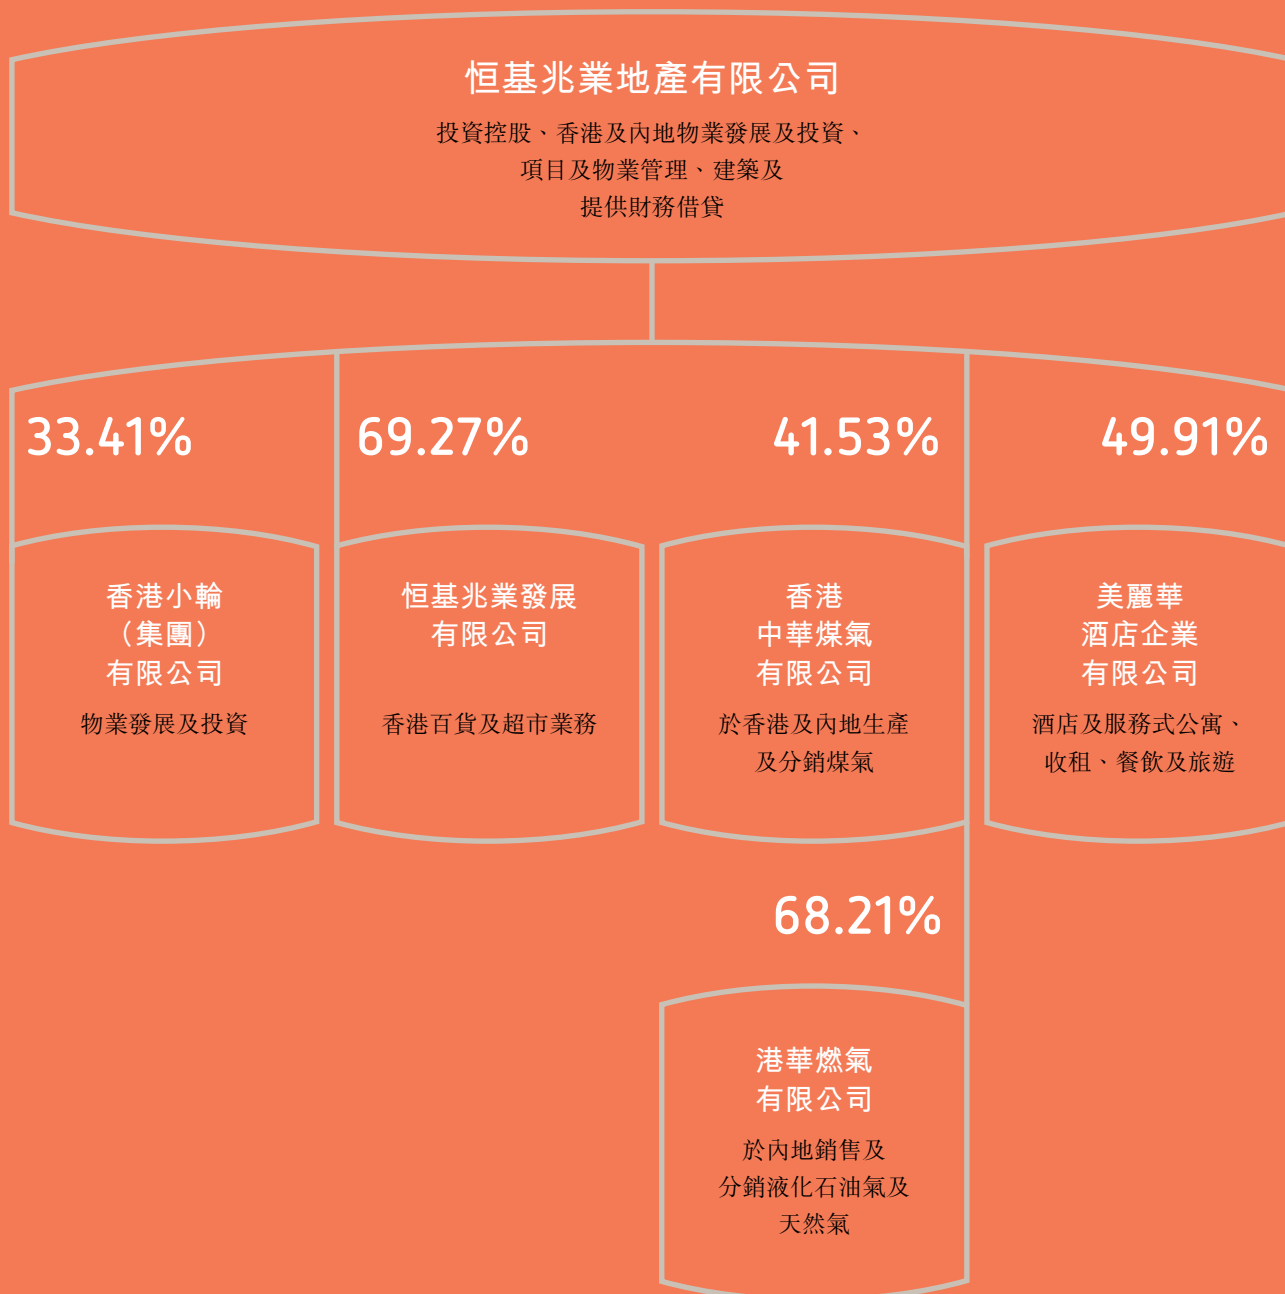 恒基兆業地產有限公司
投資控股、香港及內地物業發展及投資、
項目及物業管理、建築及
提供財務借貸
33.41%
69.27%
41.53%
49.91%
香港小輪
（集團）
有限公司
物業發展及投資
恒基兆業發展
有限公司
香港百貨及超市業務
香港
中華煤氣
有限公司
於香港及內地生產
及分銷煤氣
美麗華
酒店企業
有限公司
酒店及服務式公寓、
收租、餐飲及旅遊
68.21%
港華燃氣
有限公司
於內地銷售及
分銷液化石油氣及
天然氣